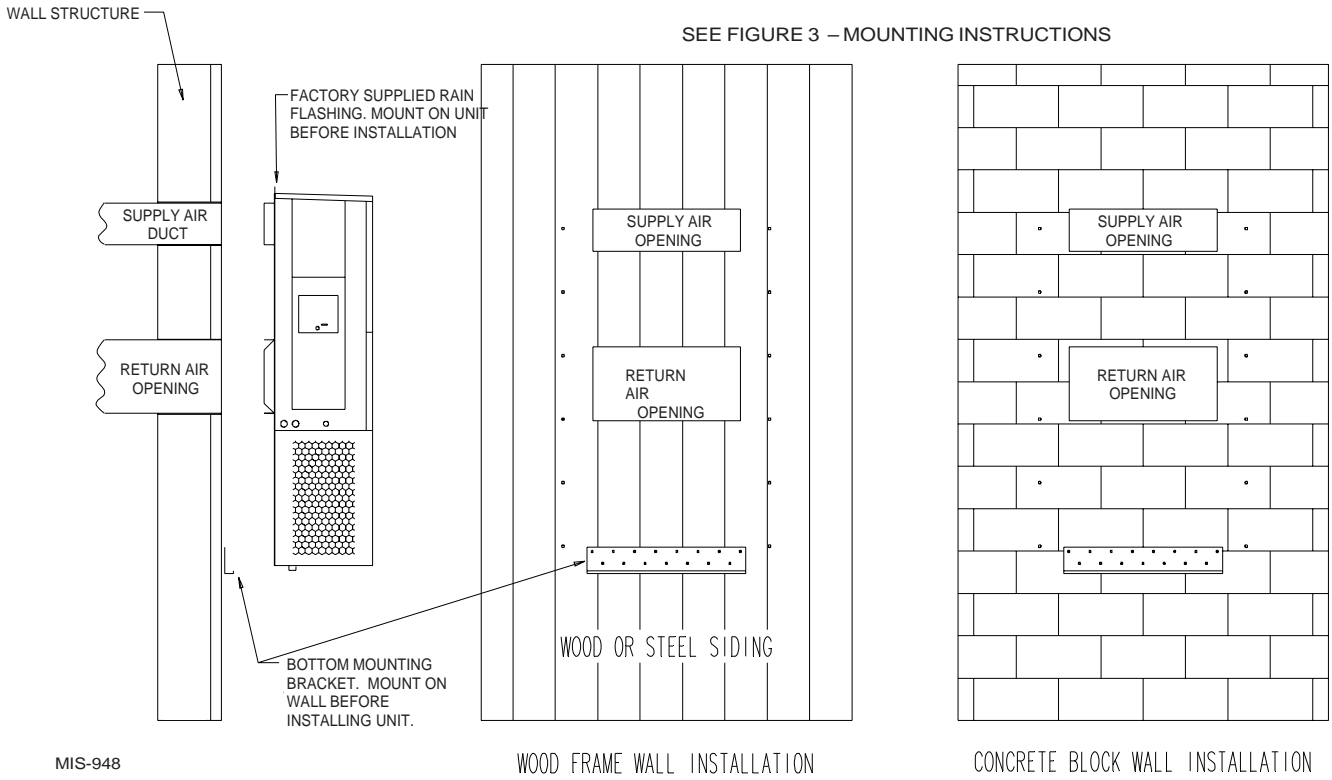 WALL STRUCTURE
SEE FIGURE 3 – MOUNTING INSTRUCTIONS
FACTORY SUPPLIED RAIN
FLASHING. MOUNT ON UNIT
BEFORE INSTALLATION
SUPPLY AIR
DUCT
RETURN AIR
OPENING
SUPPLY AIR
OPENING
RETURN
AIR
OPENING
SUPPLY AIR
OPENING
RETURN AIR
OPENING
WOOD OR STEEL SIDING
BOTTOM MOUNTING
BRACKET. MOUNT ON
WALL BEFORE
INSTALLING UNIT.
MIS-948
WOOD FRAME WALL INSTALLATION
CONCRETE BLOCK WALL INSTALLATION